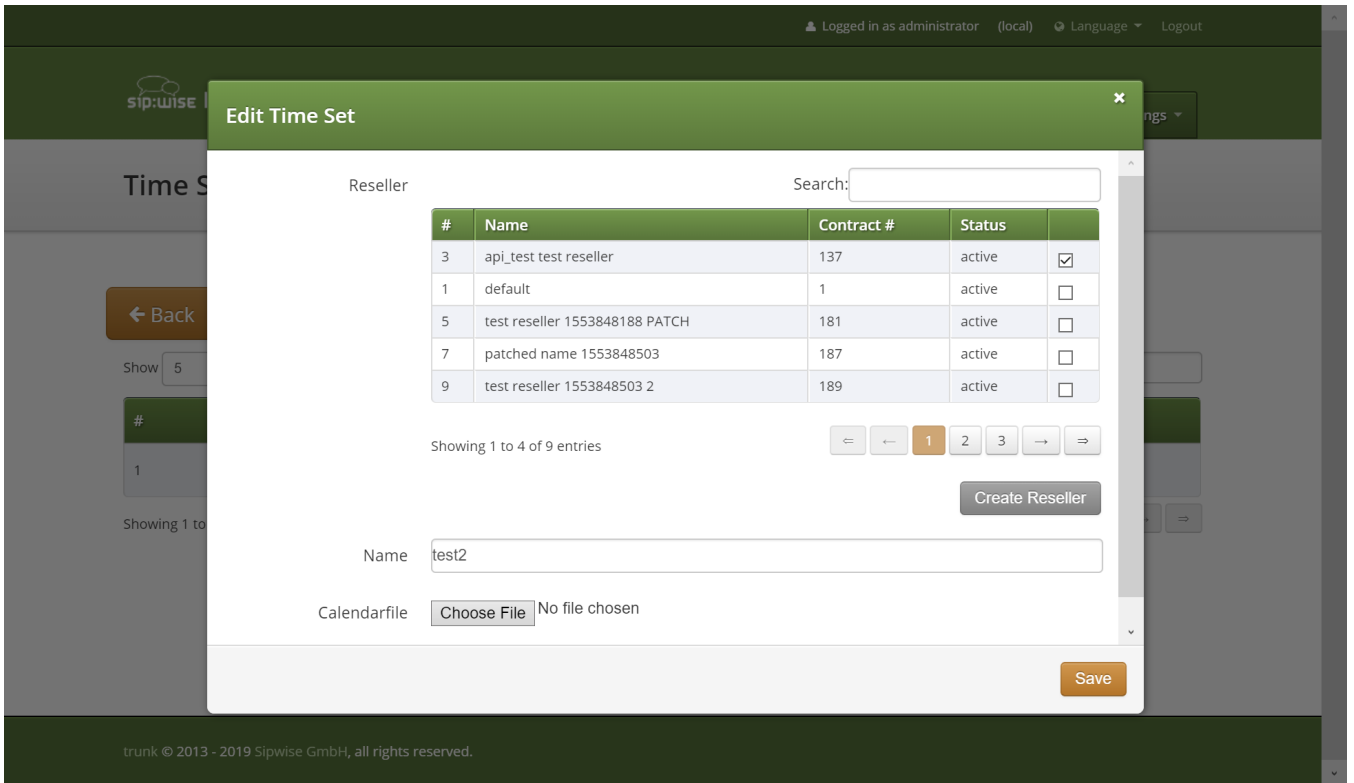 Logged in as administrator (local) Language Logout
sip:wise
ngs
Edit Time Set ×
Time S
Reseller Search:
# Name Contract # Status
3 api_test test reseller 137 active
1 default 1 active
5 test reseller 1553848188 PATCH 181 active
7 patched name 1553848503 187 active
9 test reseller 1553848503 2 189 active
← Back
Show 5
#
1
Showing 1 to
Showing 1 to 4 of 9 entries ⇐ ← 1 2 3 → ⇒
⇒
Create Reseller
Name test2
Calendarfile Choose File No file chosen
Save
trunk © 2013 - 2019 Sipwise GmbH, all rights reserved.